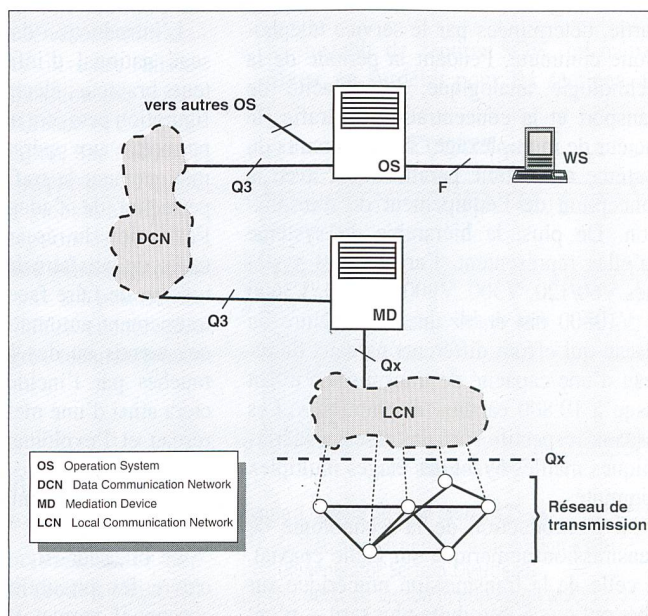 vers autres OS
OS
WS
Q3
F
DCN
MD
Q3
Qx
LCN
Qx
OS Operation System
DCN Data Communication Network
MD Mediation Device
LCN Local Communication Network
Réseau de
transmission